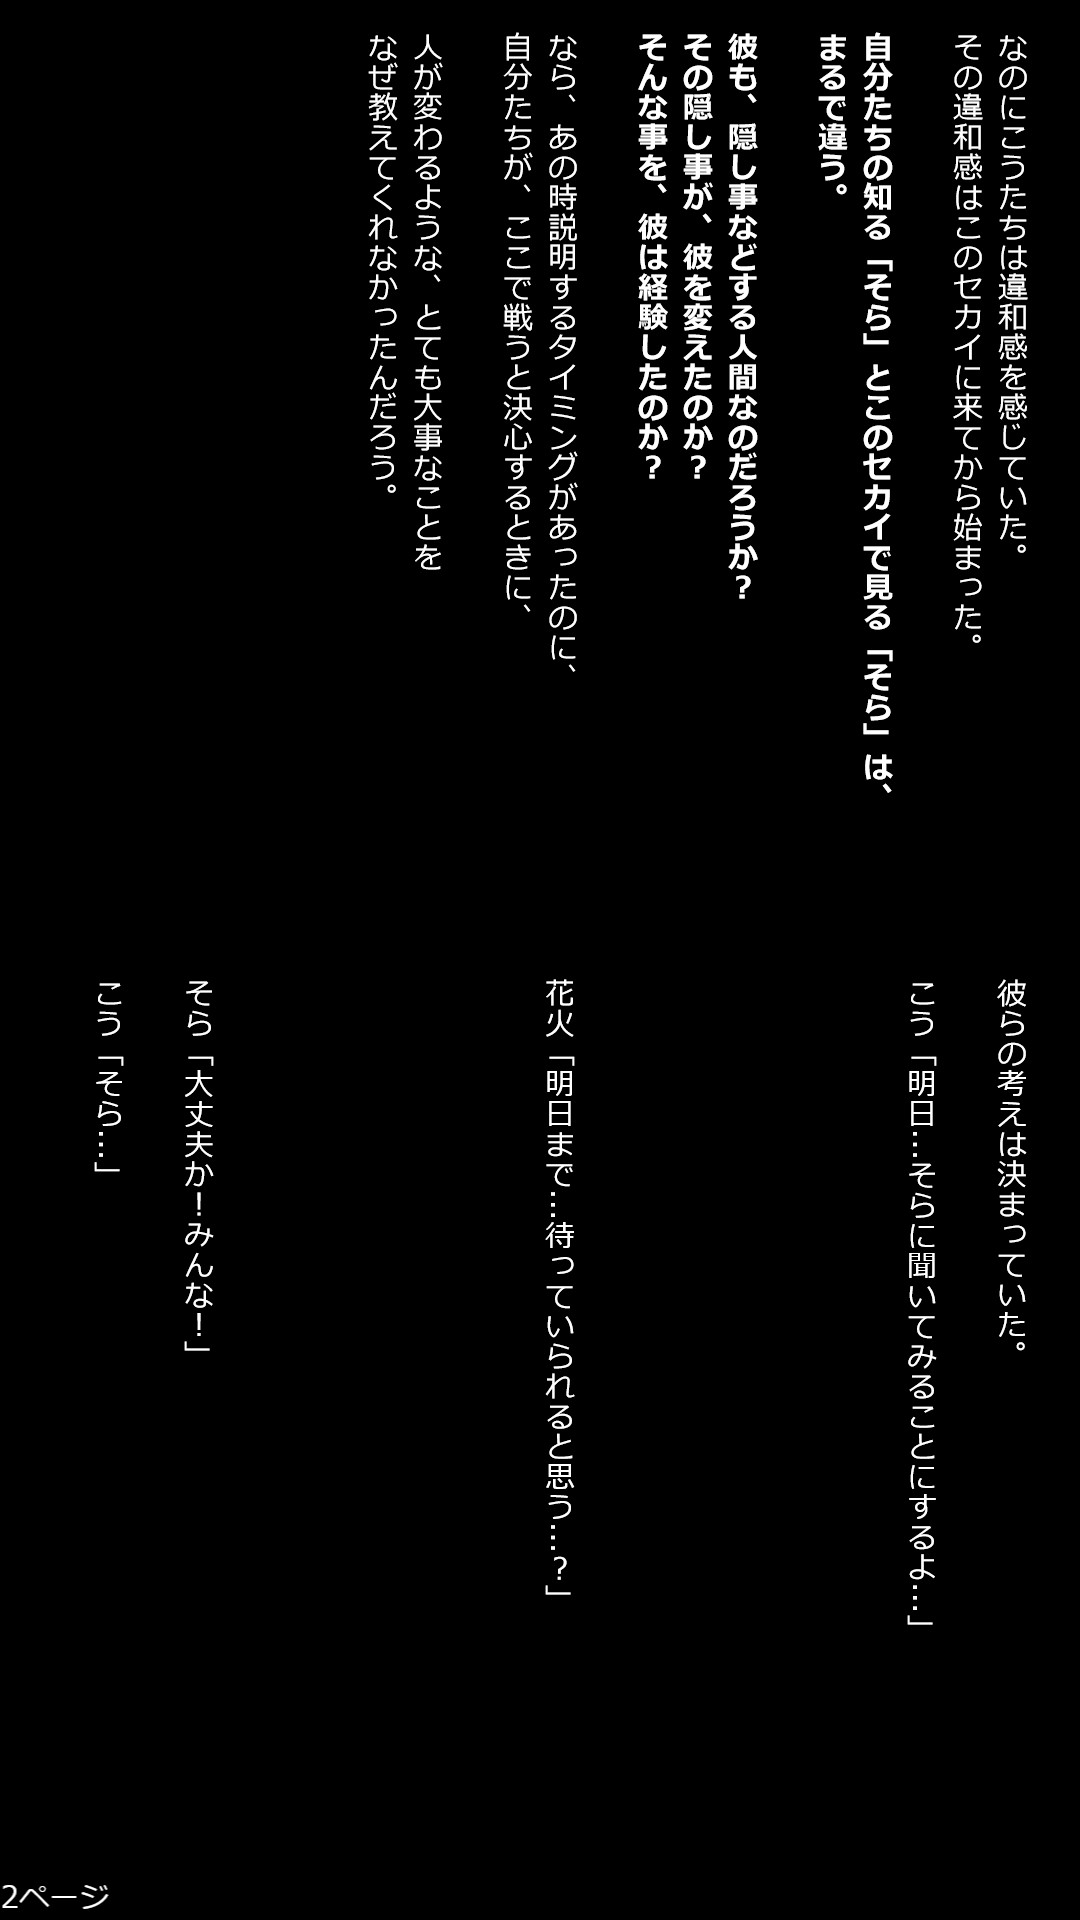 なのにこうたちは違和感を感じていた。
その違和感はこのセカイに来てから始まった。
自分たちの知る「そら」とこのセカイで見る「そら」は、
まるで違う。
彼も、隠し事などする人間なのだろうか？
その隠し事が、彼を変えたのか？
そんな事を、彼は経験したのか？
なら、あの時説明するタイミングがあったのに、
自分たちが、ここで戦うと決心するときに、
人が変わるような、とても大事なことを
なぜ教えてくれなかったんだろう。
彼らの考えは決まっていた。
こう「明日…そらに聞いてみることにするよ…」
花火「明日まで…待っていられると思う…？」
そら「大丈夫か！みんな！」
こう「そら…」
2ページ